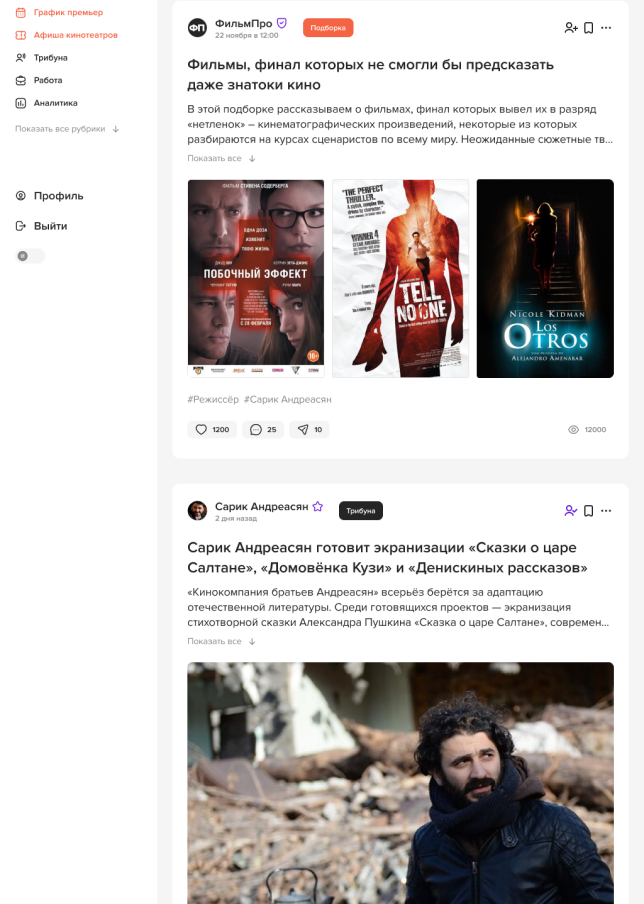 График премьер
Афиша кинотеатров
Трибуна
Работа
Аналитика
Показать все рубрики
Профиль
Выйти
ФП
ФильмПро
22 ноября в 12:00
Подборка
Фильмы, финал которых не смогли бы предсказать
даже знатоки кино
В этой подборке рассказываем о фильмах, финал которых вывел их в разряд
«нетленок» – кинематографических произведений, некоторые из которых
разбираются на курсах сценаристов по всему миру. Неожиданные сюжетные тв...
Показать все
ФИЛЬМ СТИВЕНА СОДЕРБЕРГА
ОДНА ДОЗА
ИЗМЕНИТ
ТВОЮ ЖИЗНЬ
ПОБОЧНЫЙ ЭФФЕКТ
С 28 ФЕВРАЛЯ
16+
"THE PERFECT
THRILLER.
WINNER 4
TELL
NO ONE
NICOLE KIDMAN
LOS
OTROS
ALEJANDRO AMENÁBAR
#Режиссёр #Сарик Андреасян
1200
25
10
12000
Сарик Андреасян
2 дня назад
Трибуна
Сарик Андреасян готовит экранизации «Сказки о царе
Салтане», «Домовёнка Кузи» и «Денискиных рассказов»
«Кинокомпания братьев Андреасян» всерьёз берётся за адаптацию
отечественной литературы. Среди готовящихся проектов — экранизация
стихотворной сказки Александра Пушкина «Сказка о царе Салтане», современ...
Показать все